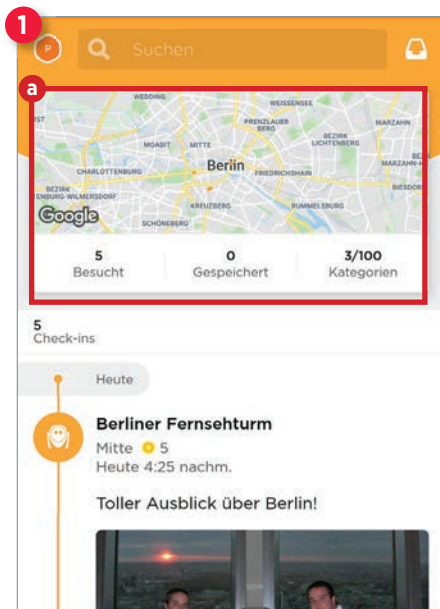 1
P
Suchen
a
WEDDING
WEISSENSEE
PRENZLAUER
BERG
MARZAHN
MOABIT
MITTE
BEZIRK
LICHTENBERG
Berlin
CHARLOTTENBURG
FRIEDRICHSHAIN
MARZAHN-H
BEZIRK
ENBURG-WILMERSDORF
BIESDOR
KREUZBERG
RUMMELSBURG
Google
SCHÖNEBERG
5
Besucht
0
Gespeichert
3/100
Kategorien
5
Check-ins
Heute
Berliner Fernsehturm
Mitte 5
Heute 4:25 nachm.
Toller Ausblick über Berlin!